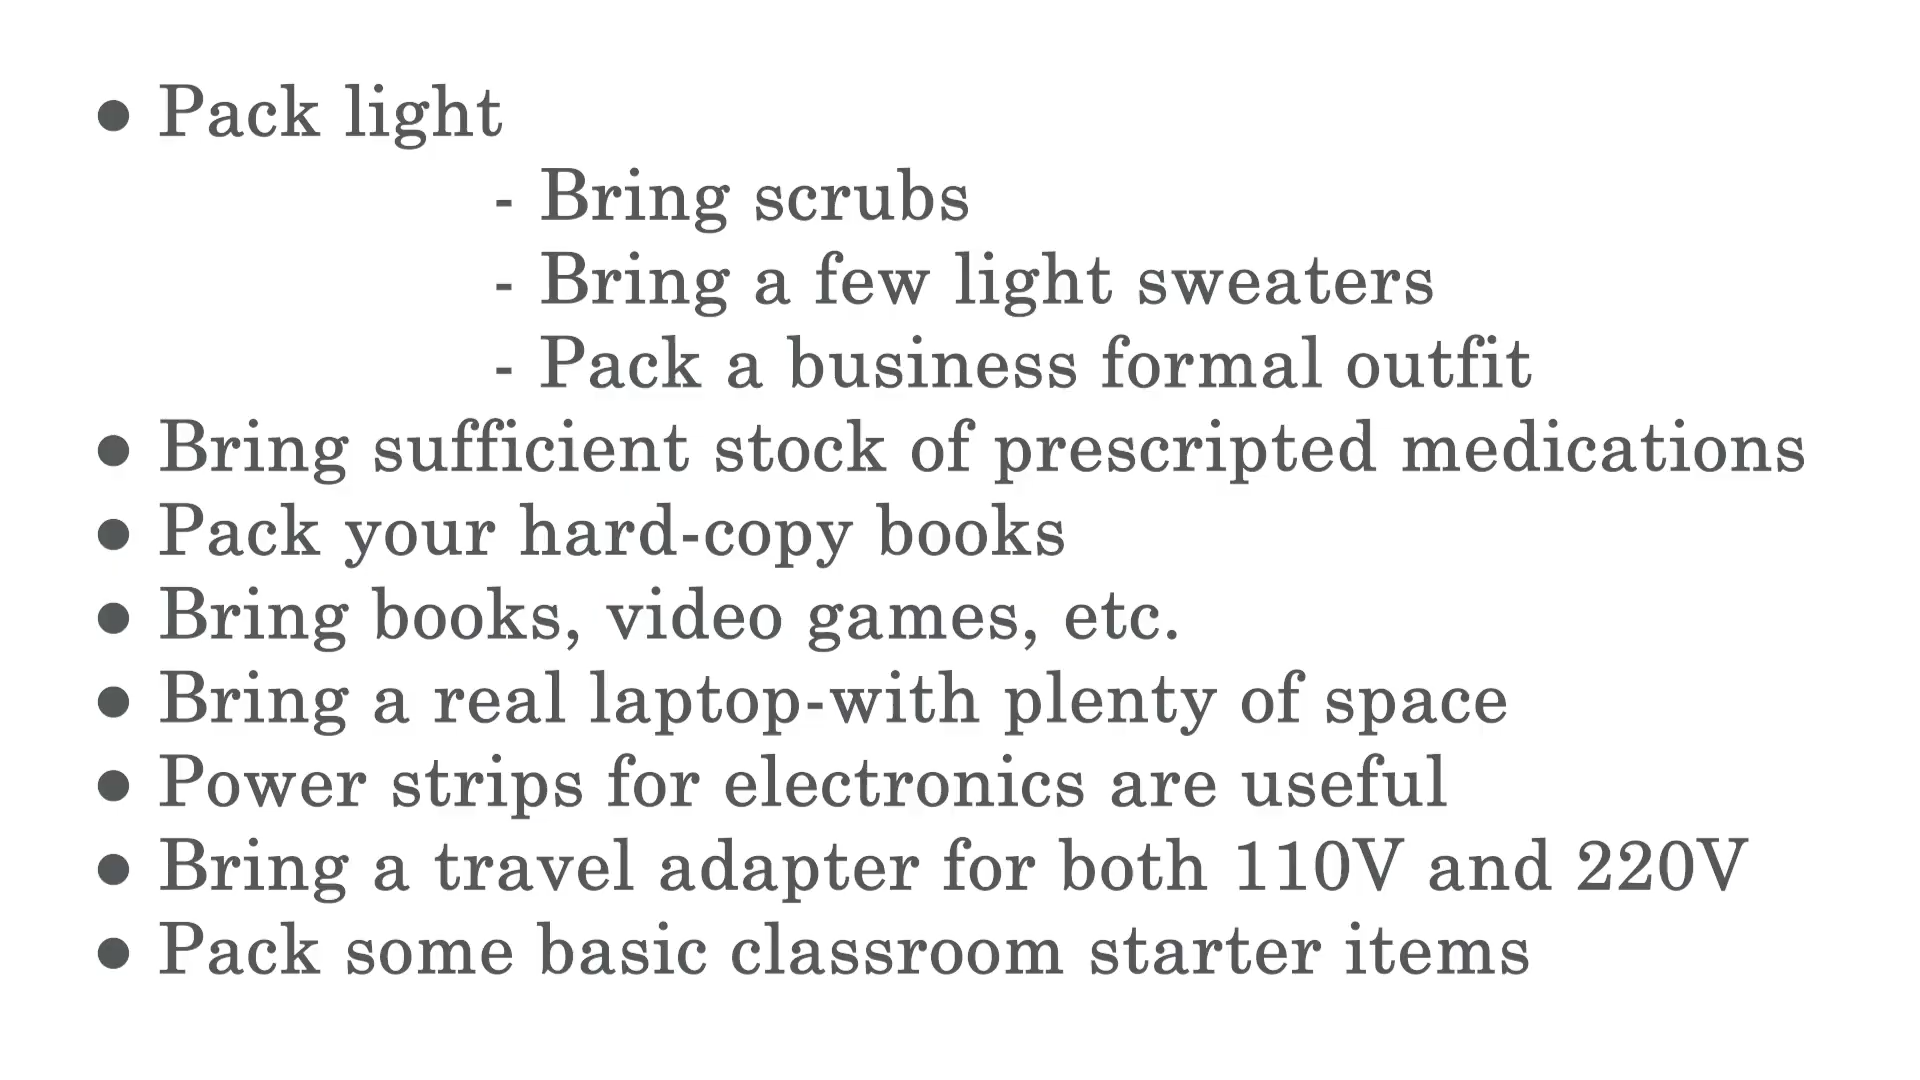 ● Pack light
- Bring scrubs
- Bring a few light sweaters
- Pack a business formal outfit
● Bring sufficient stock of prescripted medications
● Pack your hard-copy books
● Bring books, video games, etc.
● Bring a real laptop-with plenty of space
● Power strips for electronics are useful
● Bring a travel adapter for both 110V and 220V
● Pack some basic classroom starter items